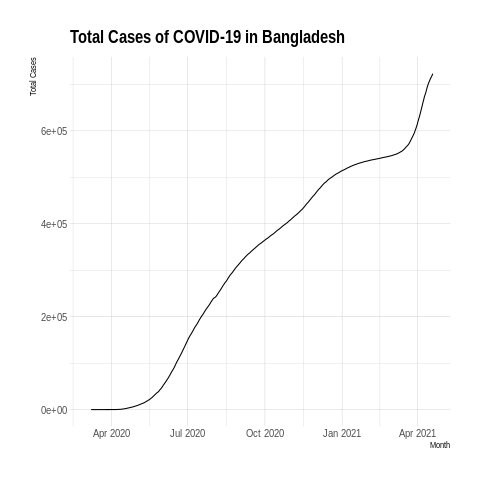 Total Cases of COVID-19 in Bangladesh
Total Cases
6e+05
4e+05
2e+05
0e+00
Apr 2020 Jul 2020 Oct 2020 Jan 2021 Apr 2021
Month